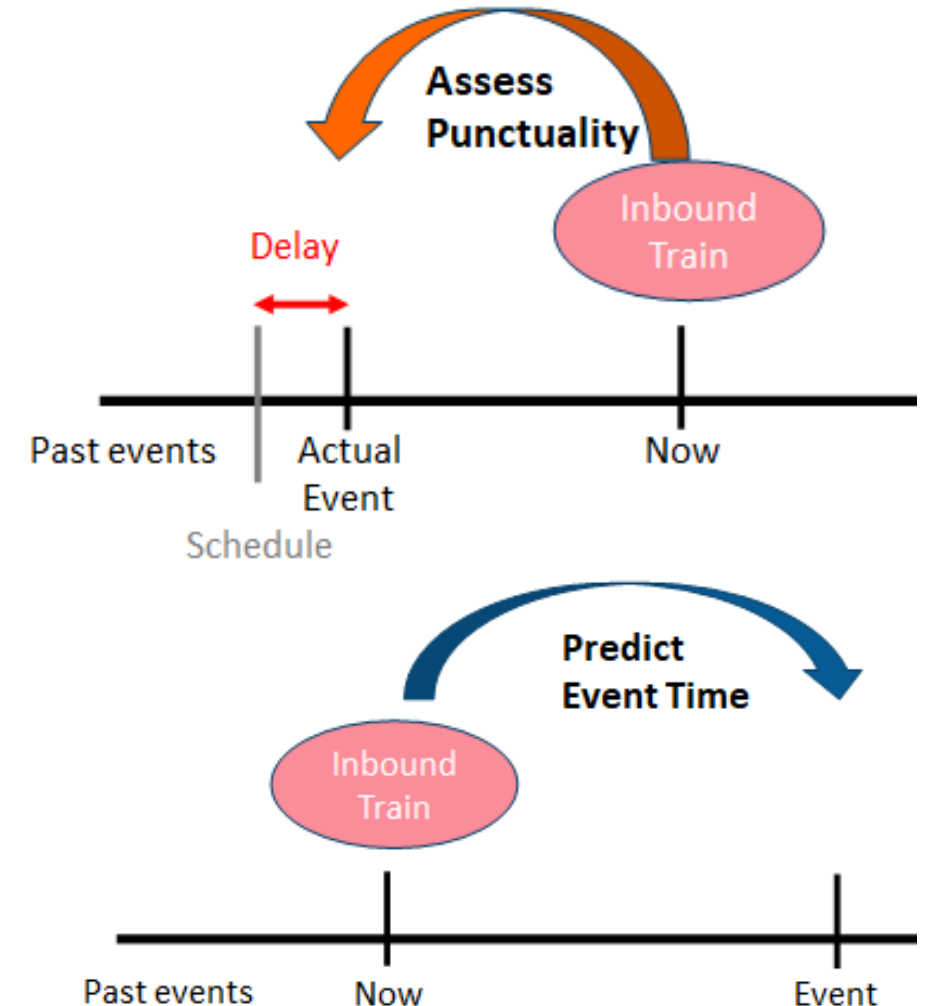 Assess
Punctuality
Inbound
Train
Delay
Past events
Actual
Event
Now
Schedule
Predict
Event Time
Inbound
Train
Past events
Now
Event